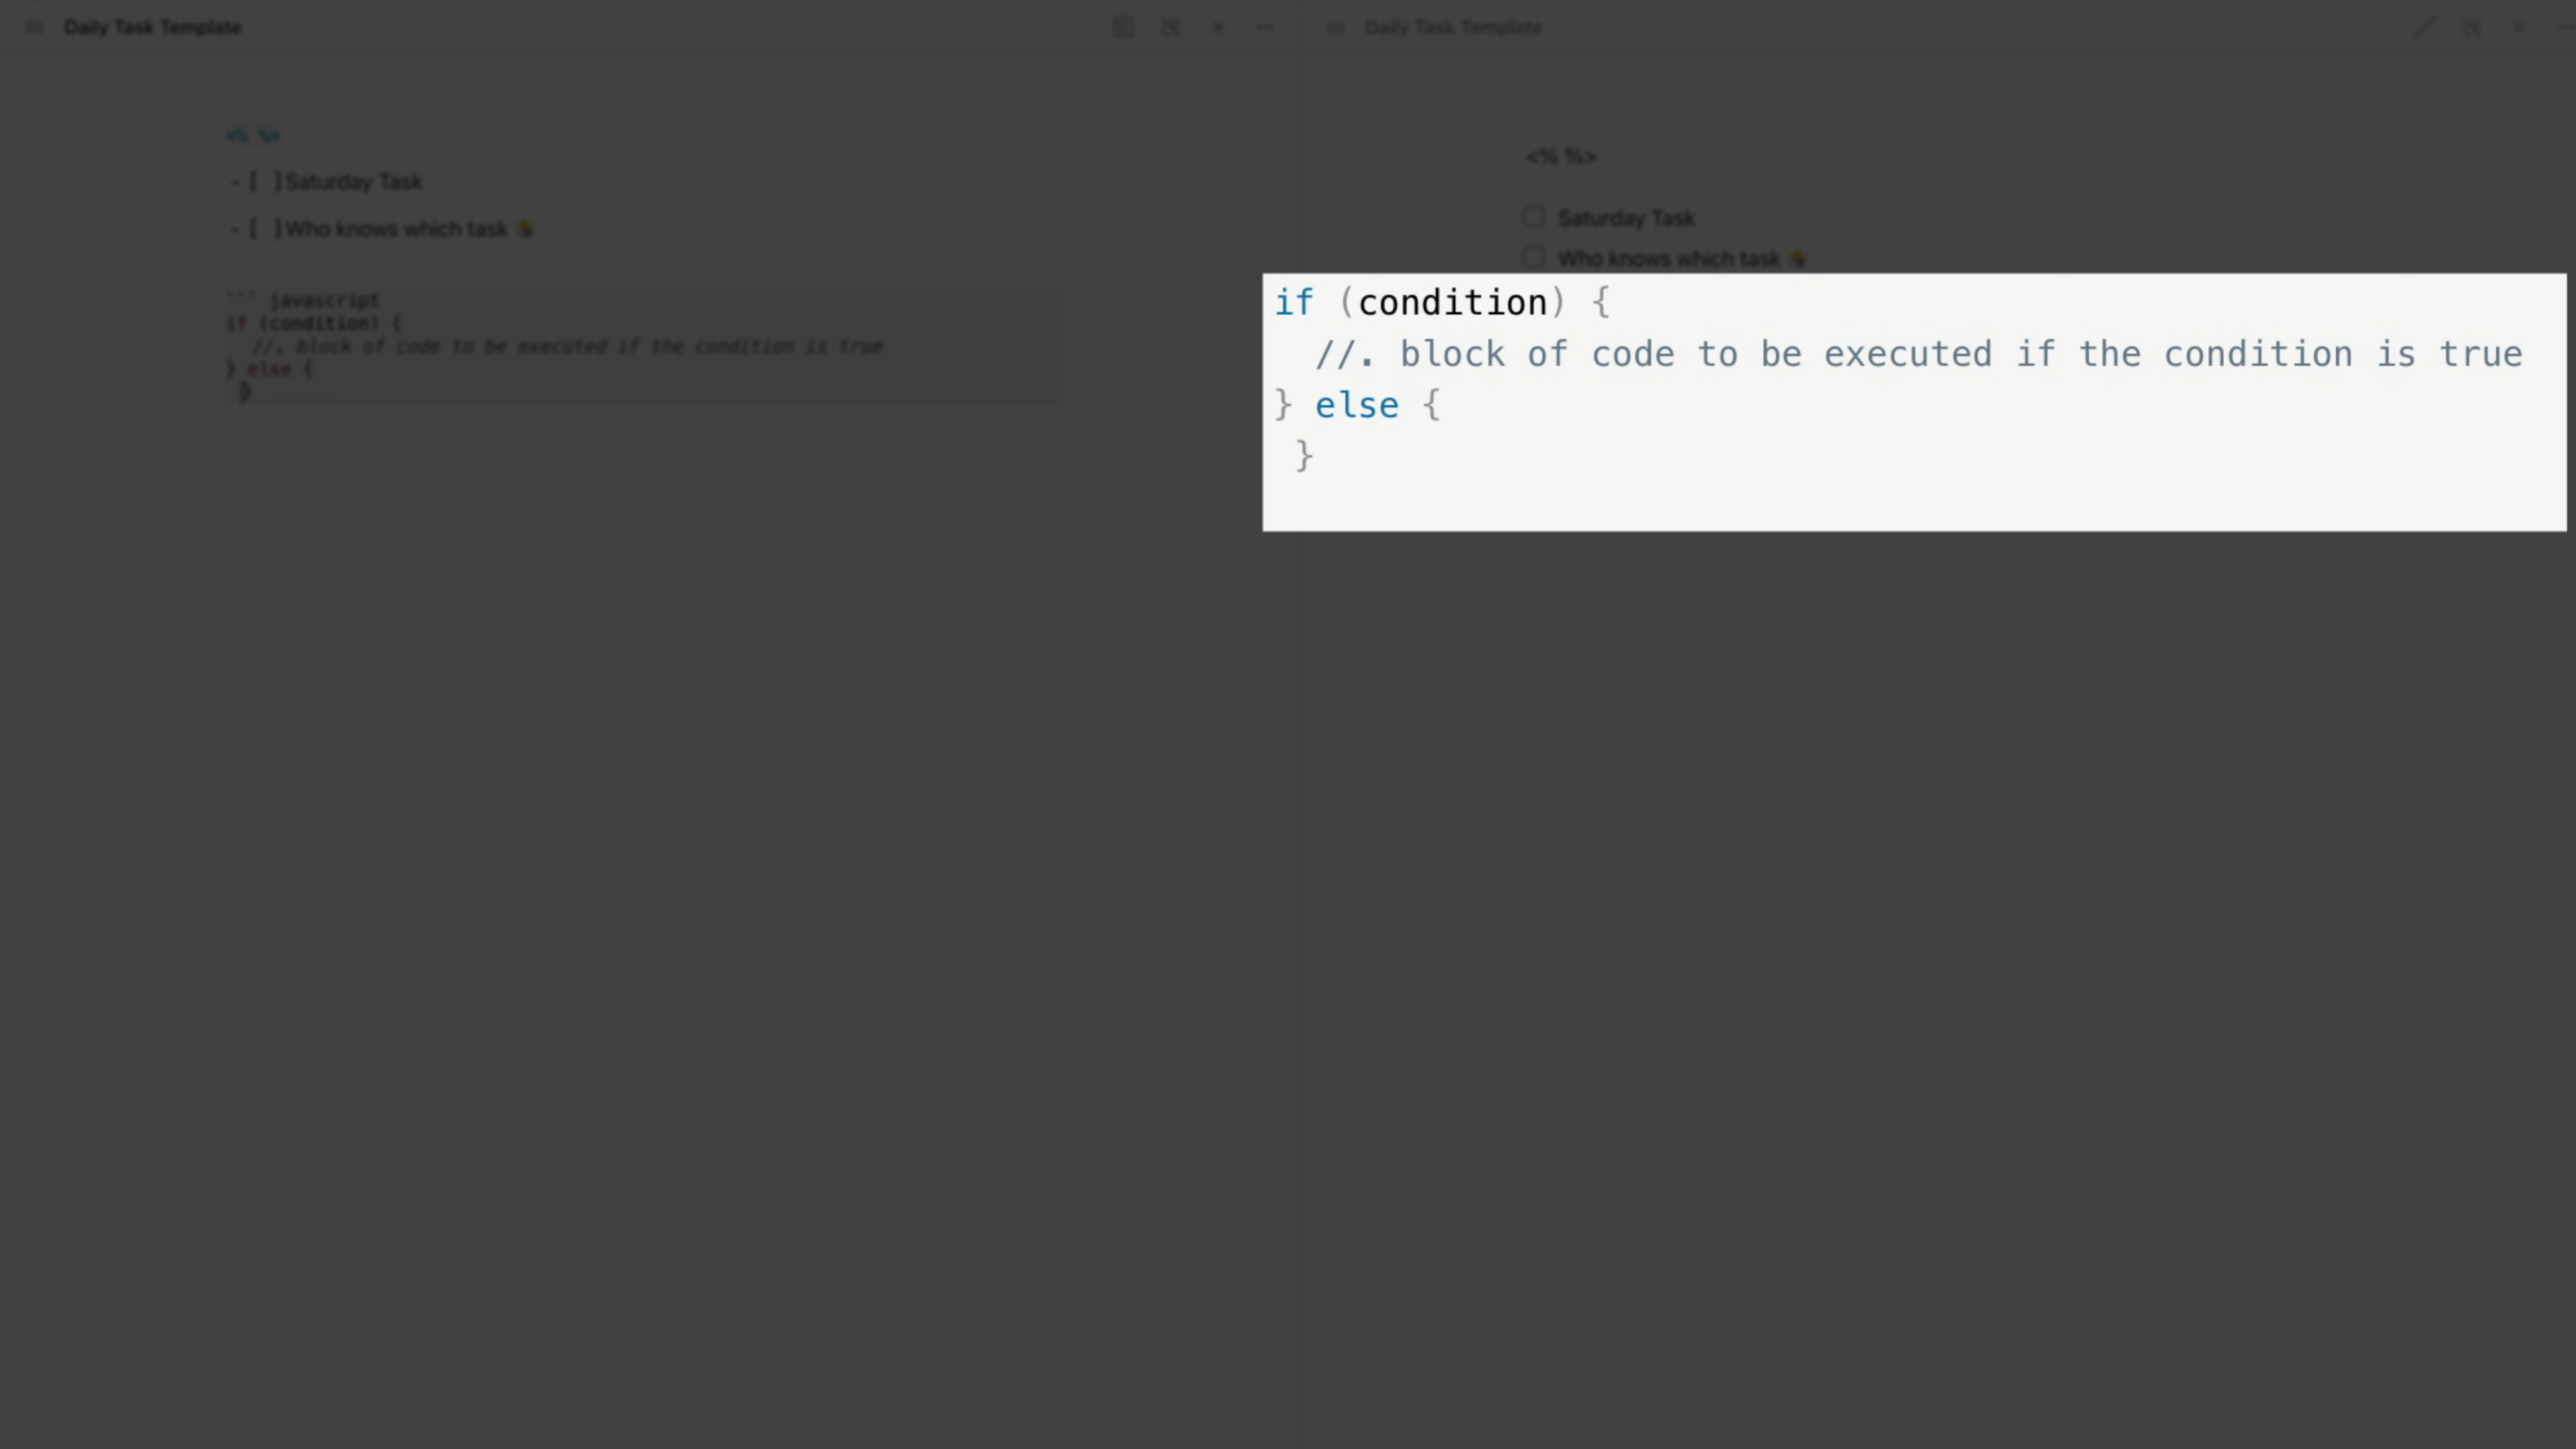 Daily Task Template
<% %>
- [ ] Saturday Task
- [ ] Who knows which task
``` javascript
if (condition) {
//. block of code to be executed if the condition is true
} else {
}
Daily Task Template
<% %>
Saturday Task
Who knows which task
if (condition) {
//. block of code to be executed if the condition is true
} else {
}